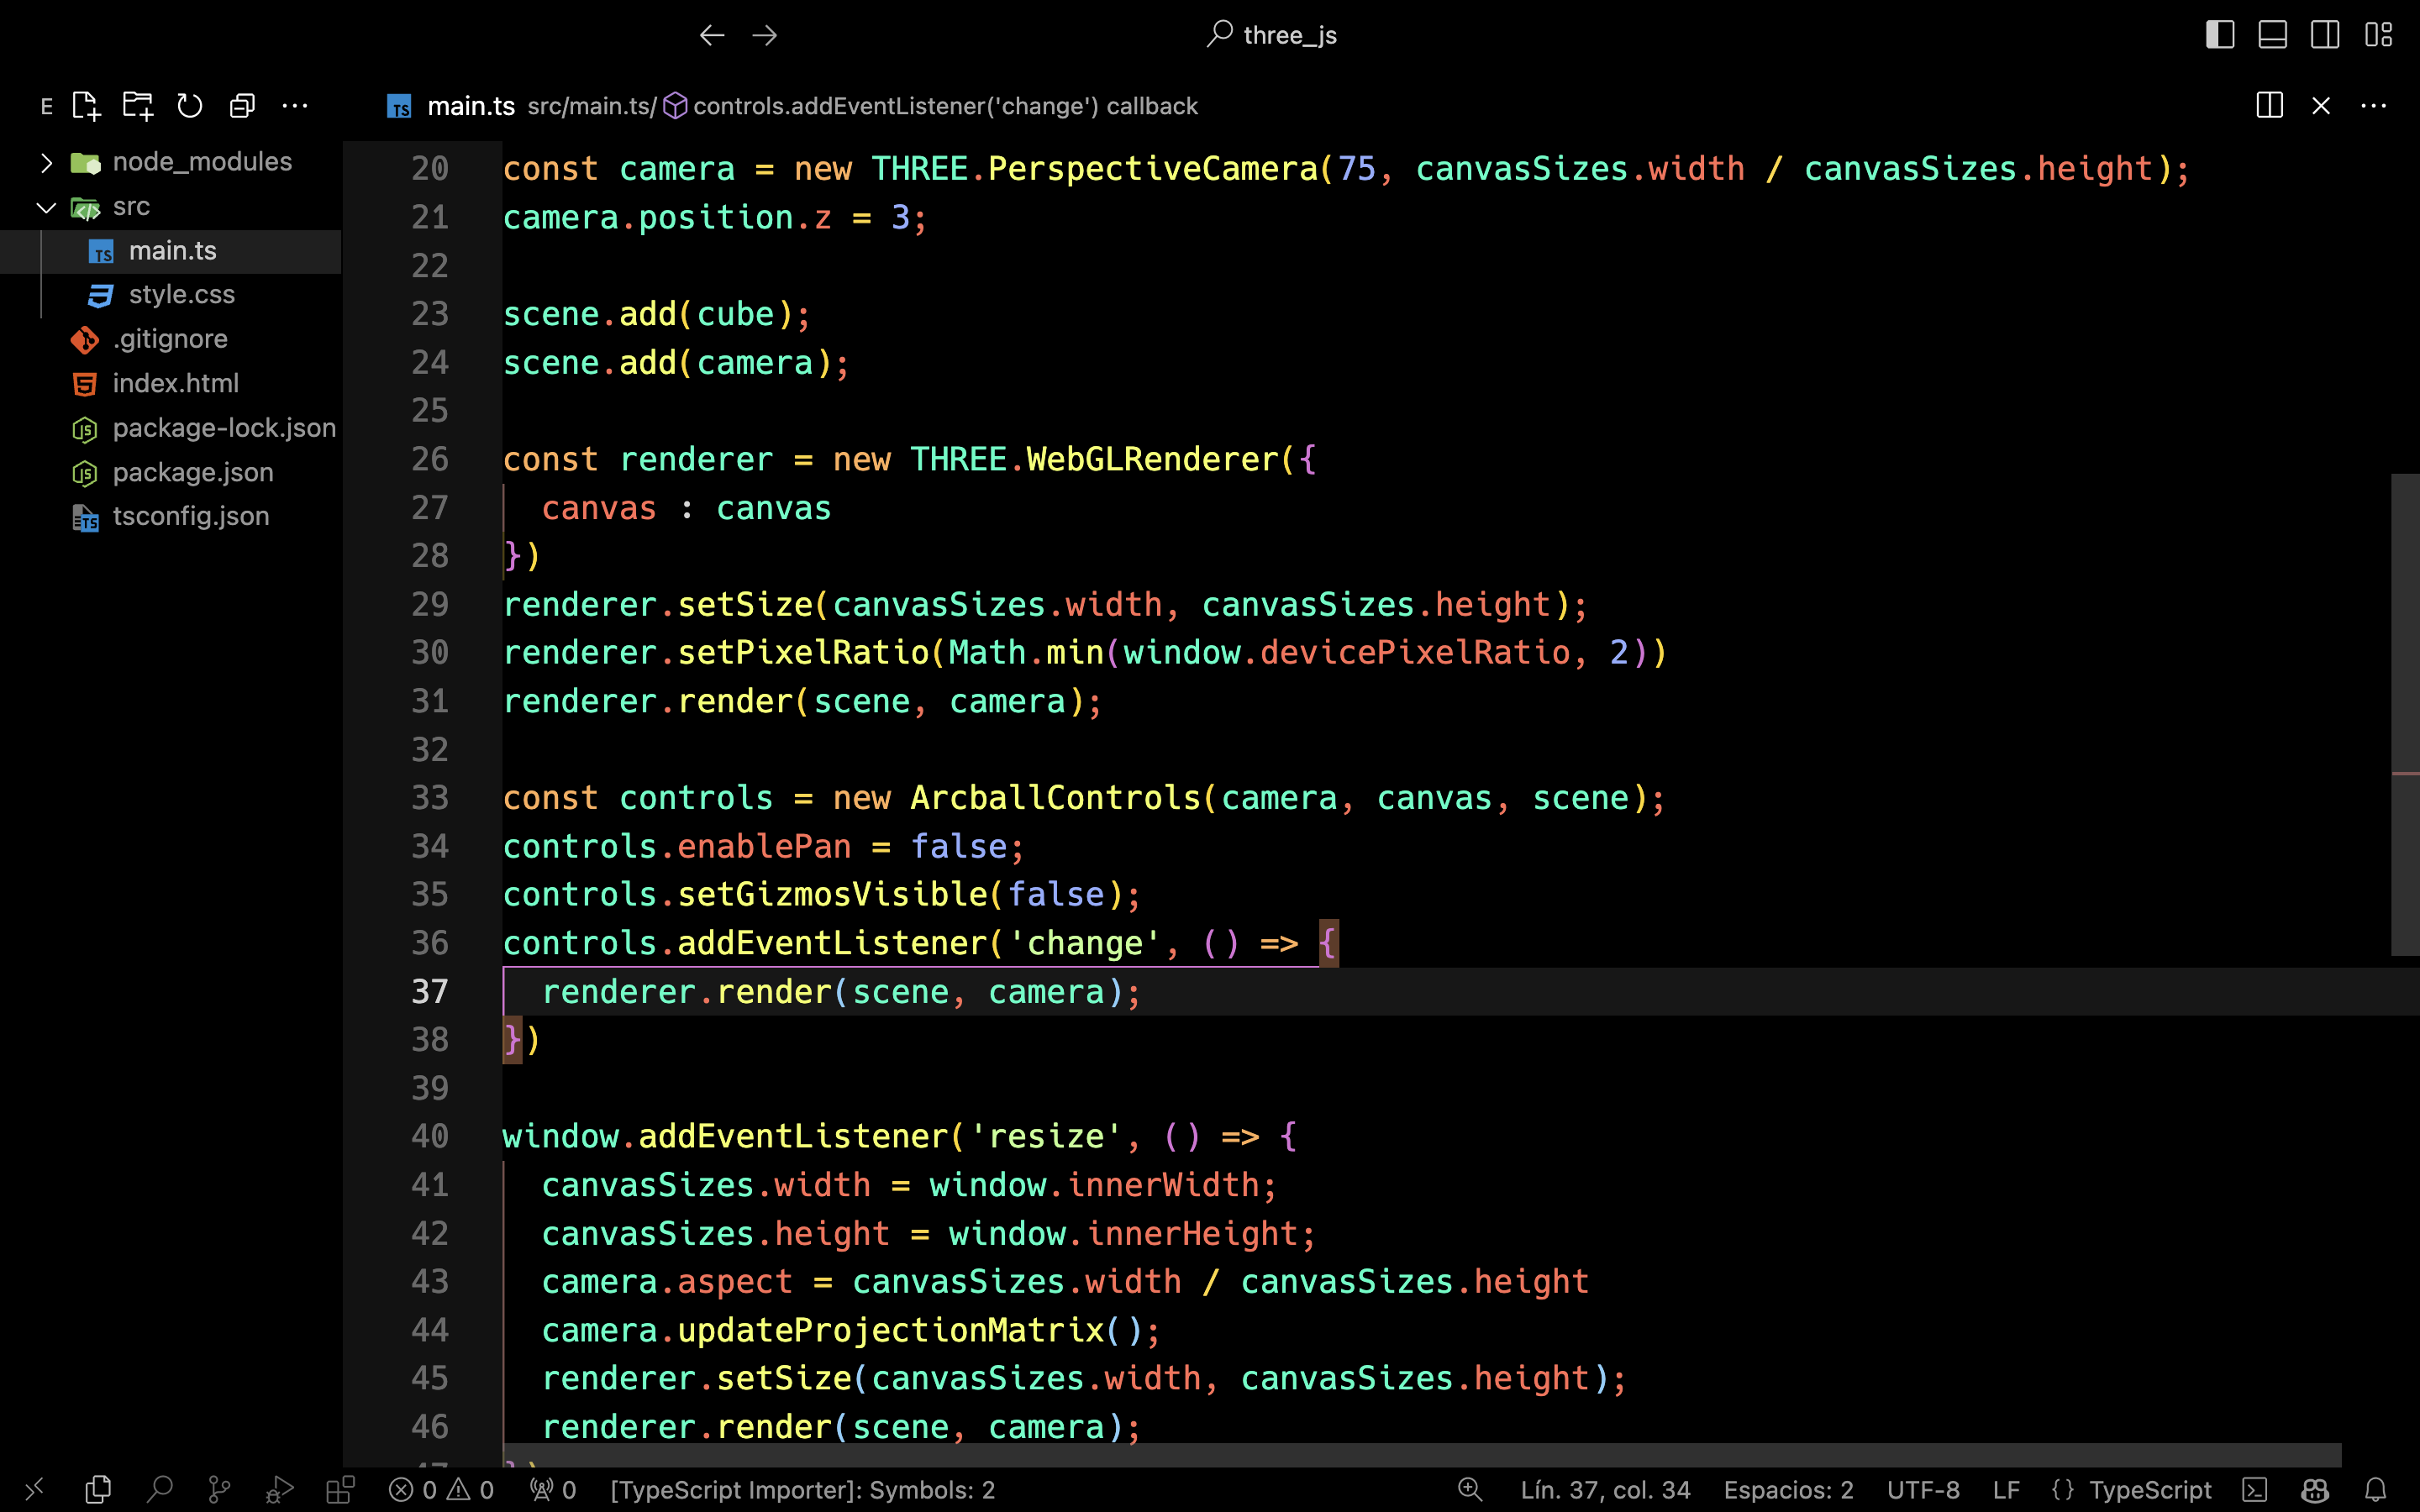 three_js
E
main.ts src/main.ts/ controls.addEventListener('change') callback
node_modules
src
main.ts
style.css
.gitignore
index.html
package-lock.json
package.json
tsconfig.json
20 const camera = new THREE.PerspectiveCamera(75, canvasSizes.width / canvasSizes.height);
21 camera.position.z = 3;
22
23 scene.add(cube);
24 scene.add(camera);
25
26 const renderer = new THREE.WebGLRenderer({
27   canvas : canvas
28 })
29 renderer.setSize(canvasSizes.width, canvasSizes.height);
30 renderer.setPixelRatio(Math.min(window.devicePixelRatio, 2))
31 renderer.render(scene, camera);
32
33 const controls = new ArcballControls(camera, canvas, scene);
34 controls.enablePan = false;
35 controls.setGizmosVisible(false);
36 controls.addEventListener('change', () => {
37   renderer.render(scene, camera);
38 })
39
40 window.addEventListener('resize', () => {
41   canvasSizes.width = window.innerWidth;
42   canvasSizes.height = window.innerHeight;
43   camera.aspect = canvasSizes.width / canvasSizes.height
44   camera.updateProjectionMatrix();
45   renderer.setSize(canvasSizes.width, canvasSizes.height);
46   renderer.render(scene, camera);
0 0 0 [TypeScript Importer]: Symbols: 2 Lín. 37, col. 34 Espacios: 2 UTF-8 LF {} TypeScript